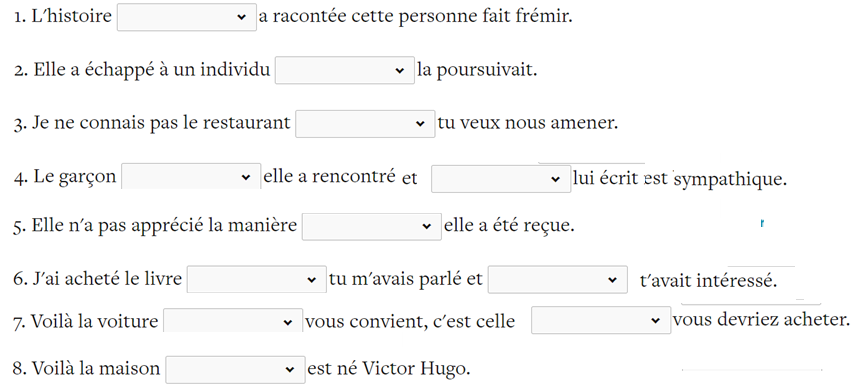 1. L'histoire a racontée cette personne fait frémir.
2. Elle a échappé à un individu la poursuivait.
3. Je ne connais pas le restaurant tu veux nous amener.
4. Le garçon elle a rencontré et lui écrit est sympathique.
5. Elle n'a pas apprécié la manière elle a été reçue.
6. J'ai acheté le livre tu m'avais parlé et t'avait intéressé.
7. Voilà la voiture vous convient, c'est celle vous devriez acheter.
8. Voilà la maison est né Victor Hugo.